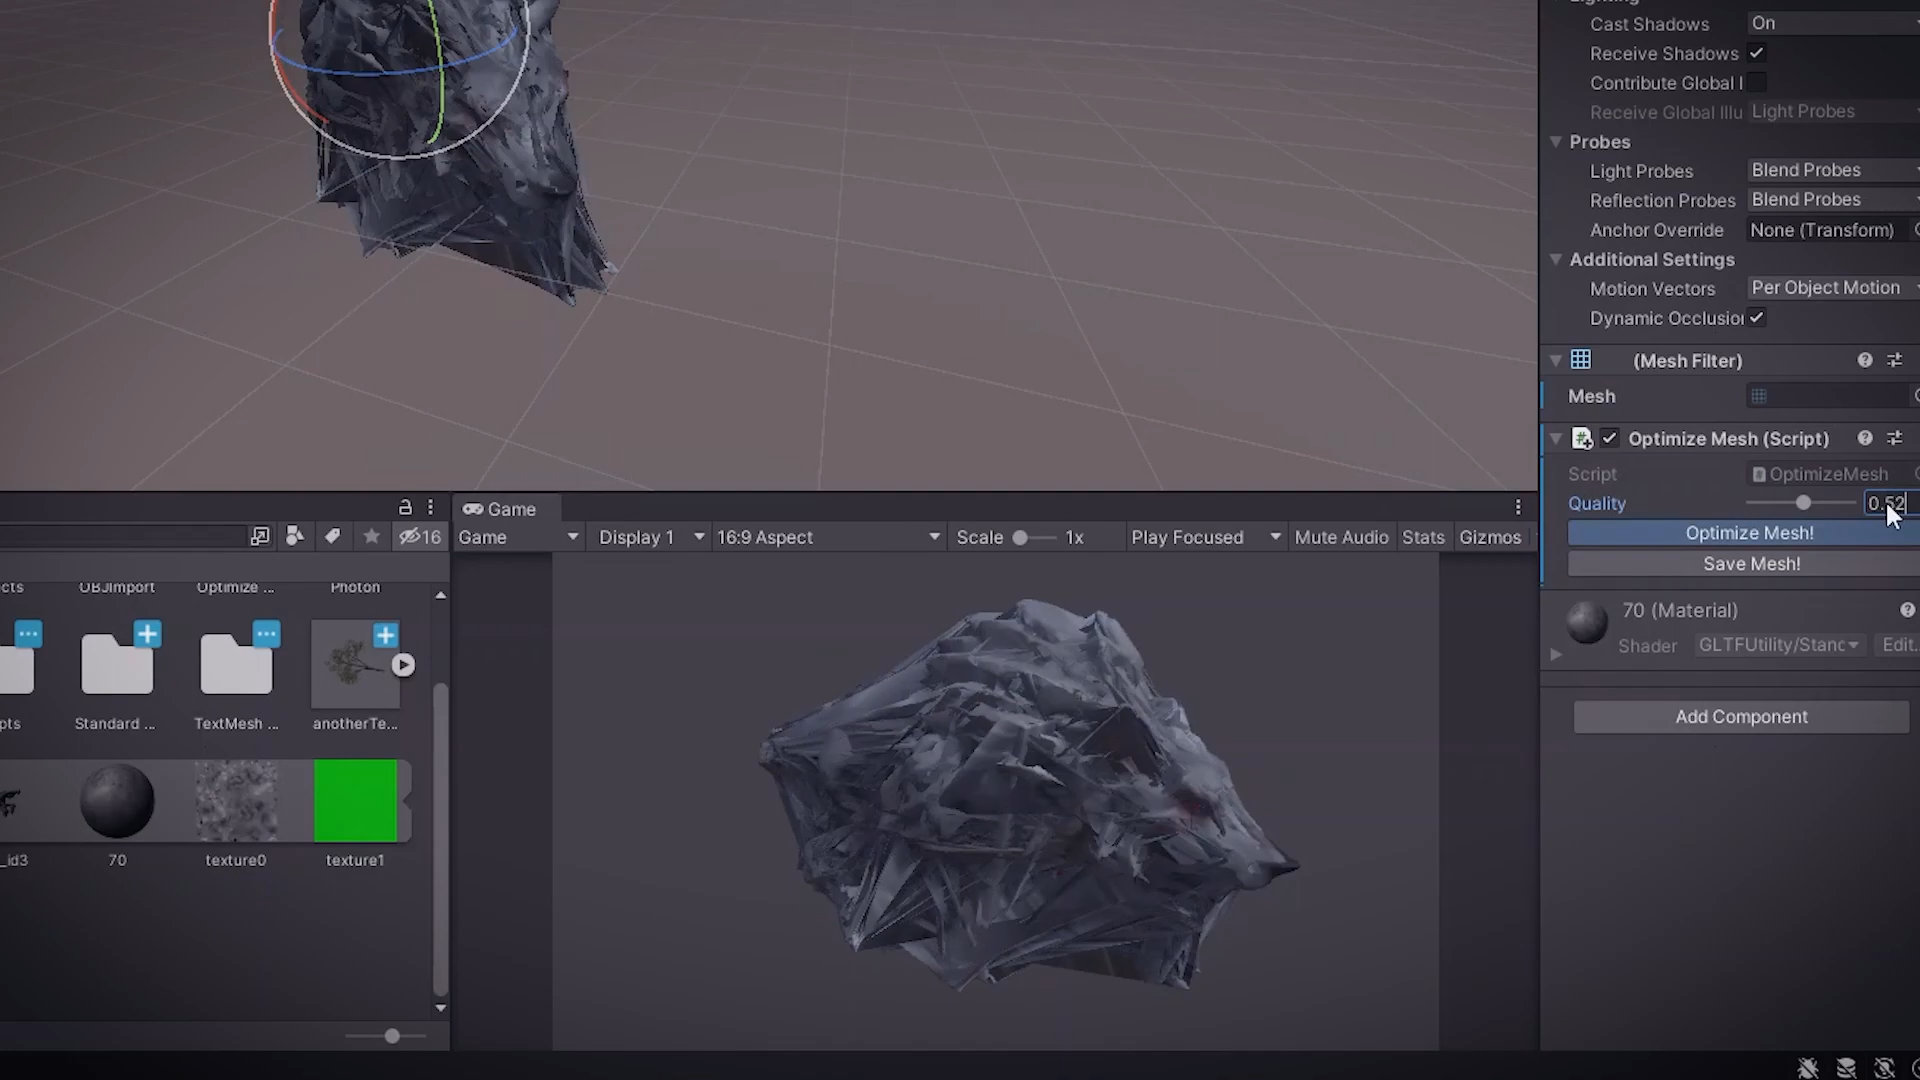 Lighting
Cast Shadows On
Receive Shadows
Contribute Global I
Receive Global Illu Light Probes
Probes
Light Probes Blend Probes
Reflection Probes Blend Probes
Anchor Override None (Transform)
Additional Settings
Motion Vectors Per Object Motion
Dynamic Occlusion
(Mesh Filter)
Mesh
Optimize Mesh (Script)
Script OptimizeMesh
Quality 0.52
Optimize Mesh!
Save Mesh!
70 (Material)
Shader GLTFUtility/Stanc Edit...
Add Component
16
cts OBJImport Optimize ... Photon
pts Standard ... TextMesh ... anotherTe...
_id3 70 texture0 texture1
Game
Game Display 1 16:9 Aspect Scale 1x Play Focused Mute Audio Stats Gizmos